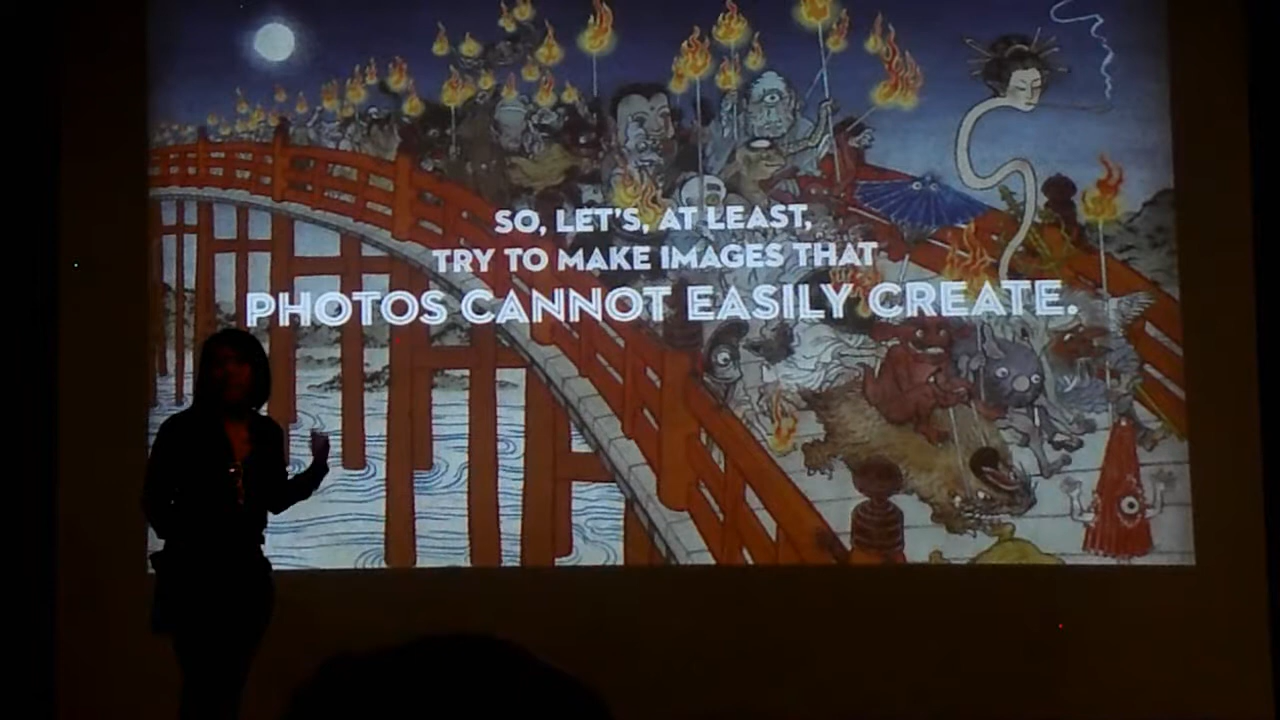 SO, LET'S, AT LEAST,
TRY TO MAKE IMAGES THAT
PHOTOS CANNOT EASILY CREATE.